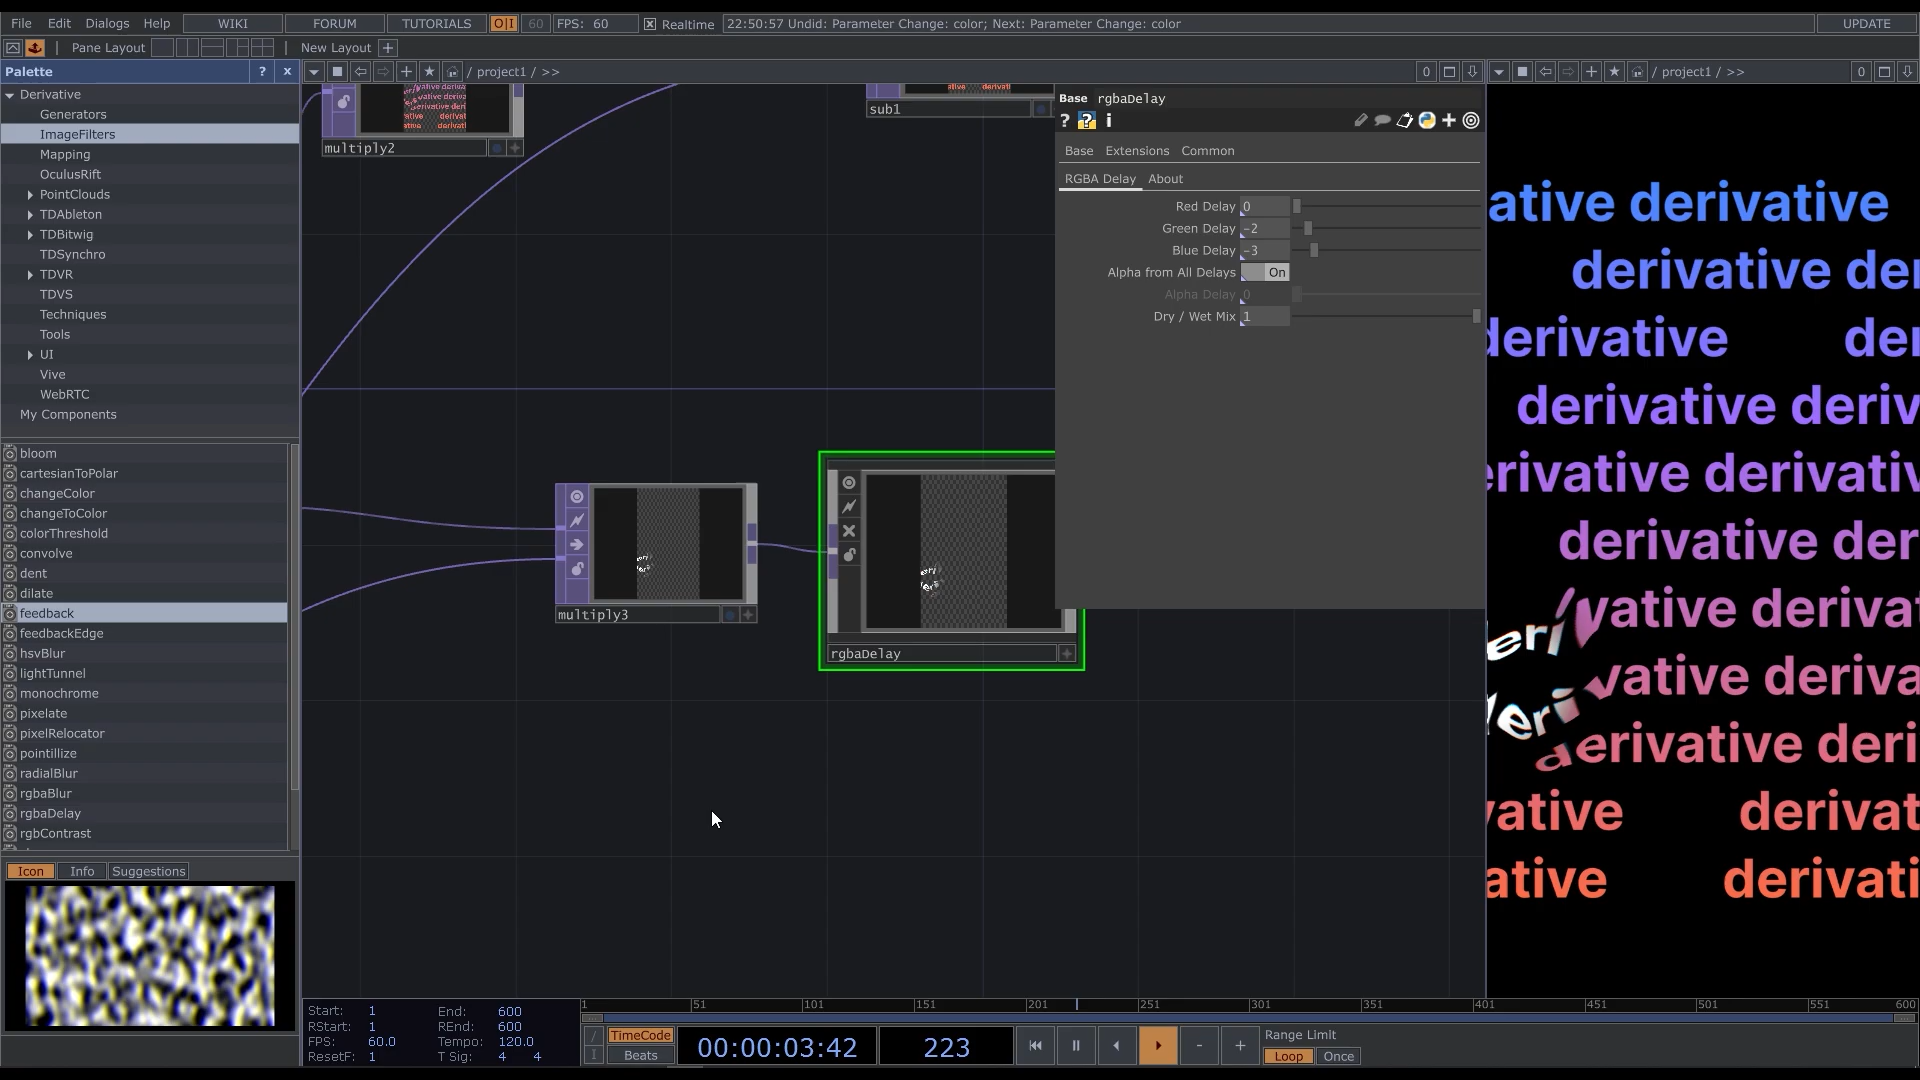 File Edit Dialogs Help WIKI FORUM TUTORIALS O|I 60 FPS: 60 Realtime 22:50:57 Undid: Parameter Change: color; Next: Parameter Change: color UPDATE
Pane Layout New Layout
Palette ? x
/ project1 / >> 0
/ project1 / >> 0
Derivative
Generators
ImageFilters
Mapping
OculusRift
PointClouds
TDAbleton
TDBitwig
TDSynchro
TDVR
TDVS
Techniques
Tools
UI
Vive
WebRTC
My Components
bloom
cartesianToPolar
changeColor
changeToColor
colorThreshold
convolve
dent
dilate
feedback
feedbackEdge
hsvBlur
lightTunnel
monochrome
pixelate
pixelRelocator
pointillize
radialBlur
rgbaBlur
rgbaDelay
rgbContrast
Icon Info Suggestions
multiply2
sub1
multiply3
rgbaDelay
Base rgbaDelay
? ? i
Base Extensions Common
RGBA Delay About
Red Delay 0
Green Delay -2
Blue Delay -3
Alpha from All Delays On
Alpha Delay 0
Dry / Wet Mix 1
ative derivative
derivative der
derivative der
derivative deriv
erivative derivativ
derivative der
eri vative derivat
deri vative deriva
derivative deri
vative derivat
ative derivati
Start: 1 End: 600
RStart: 1 REnd: 600
FPS: 60.0 Tempo: 120.0
ResetF: 1 T Sig: 4 4
1 51 101 151 201 251 301 351 401 451 501 551 600
TimeCode
Beats
00:00:03:42 223
Range Limit
Loop Once